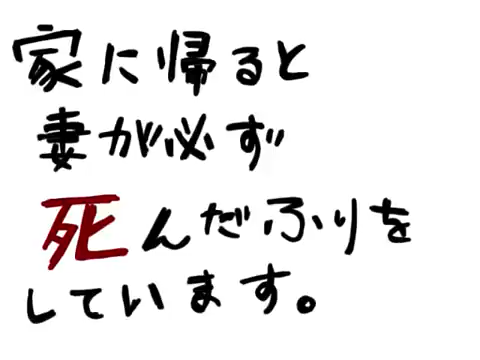 家に帰ると
妻が必ず
死んだふりを
しています。